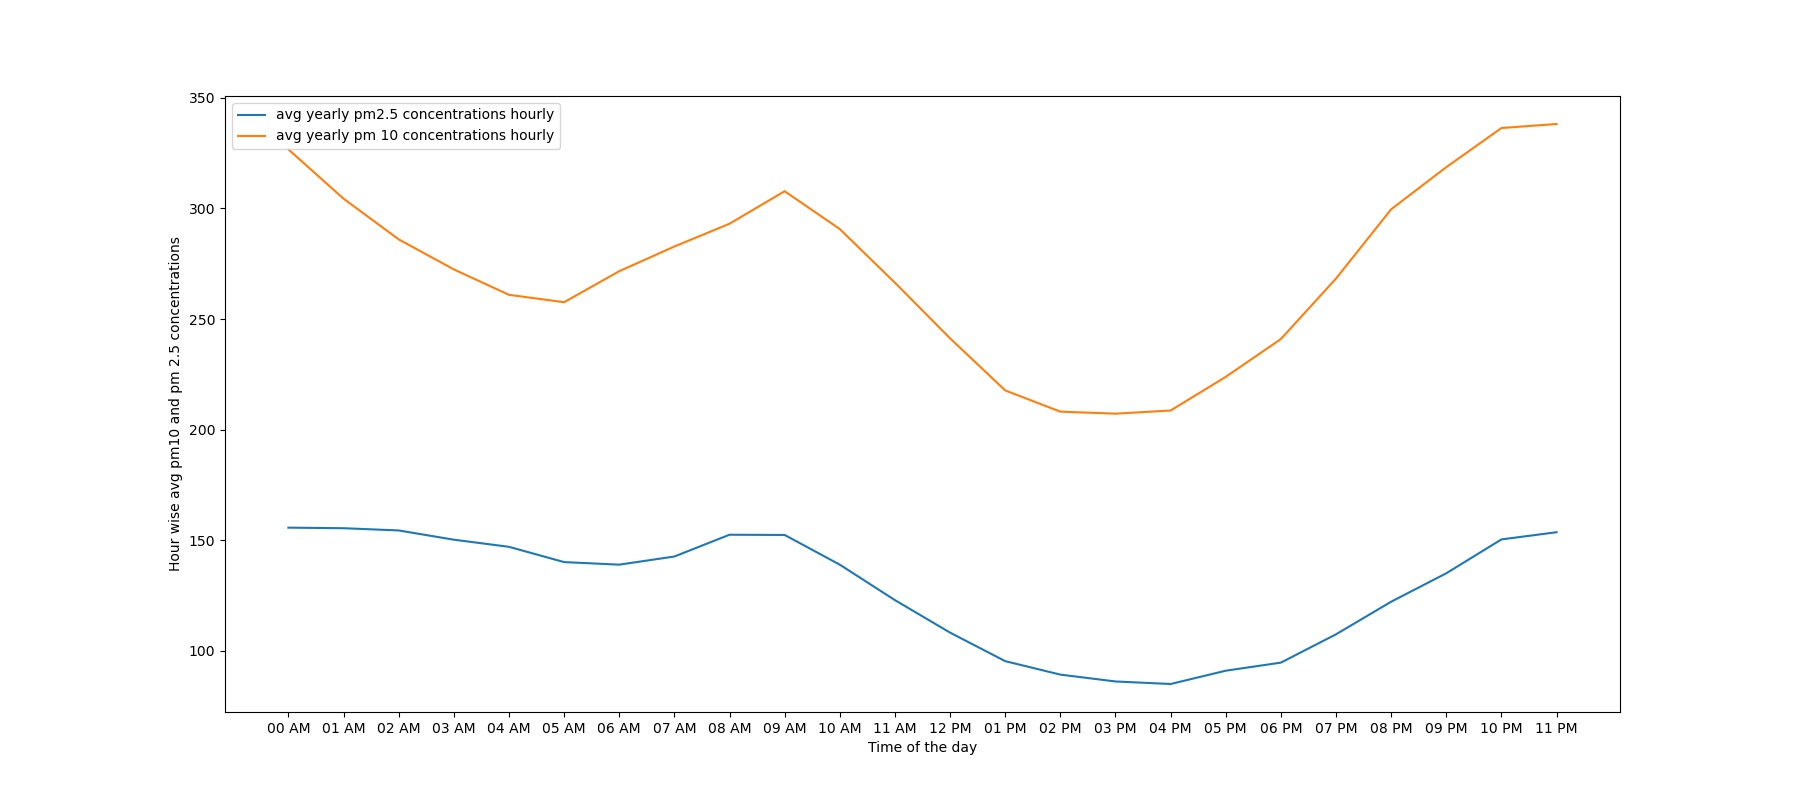 350
avg yearly pm2.5 concentrations hourly
avg yearly pm 10 concentrations hourly
300
250
200
150
100
Hour wise avg pm10 and pm 2.5 concentrations
00 AM 01 AM 02 AM 03 AM 04 AM 05 AM 06 AM 07 AM 08 AM 09 AM 10 AM 11 AM 12 PM 01 PM 02 PM 03 PM 04 PM 05 PM 06 PM 07 PM 08 PM 09 PM 10 PM 11 PM
Time of the day